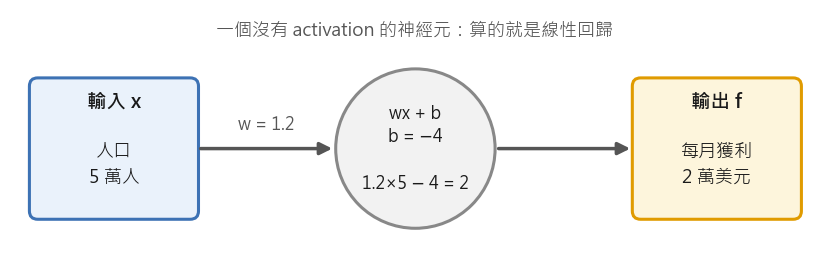 一個沒有 activation 的神經元：算的就是線性回歸
輸入 x
人口
5 萬人
w = 1.2
wx + b
b = −4
1.2×5 − 4 = 2
輸出 f
每月獲利
2 萬美元